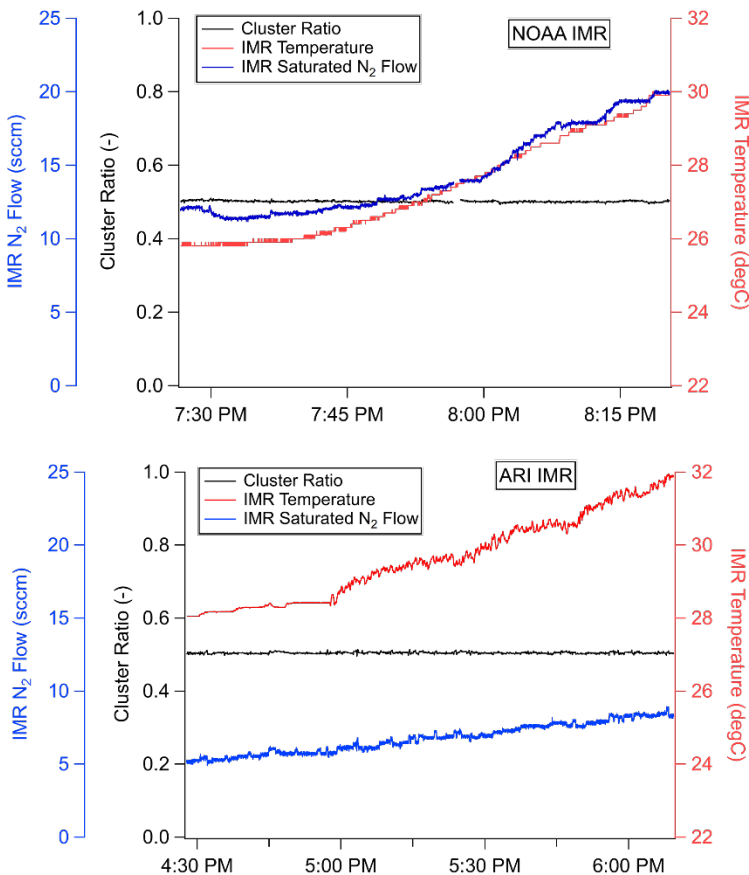 25
20
15
10
5
0
IMR N2 Flow (sccm)
1.0
0.8
0.6
0.4
0.2
0.0
Cluster Ratio (-)
Cluster Ratio
IMR Temperature
IMR Saturated N2 Flow
NOAA IMR
32
30
28
26
24
22
IMR Temperature
(degC)
7:30 PM
7:45 PM
8:00 PM
8:15 PM
25
20
15
10
5
0
IMR N2 Flow (sccm)
1.0
0.8
0.6
0.4
0.2
0.0
Cluster Ratio (-)
Cluster Ratio
IMR Temperature
IMR Saturated N2 Flow
ARI IMR
32
30
28
26
24
22
IMR Temperature
(degC)
4:30 PM
5:00 PM
5:30 PM
6:00 PM